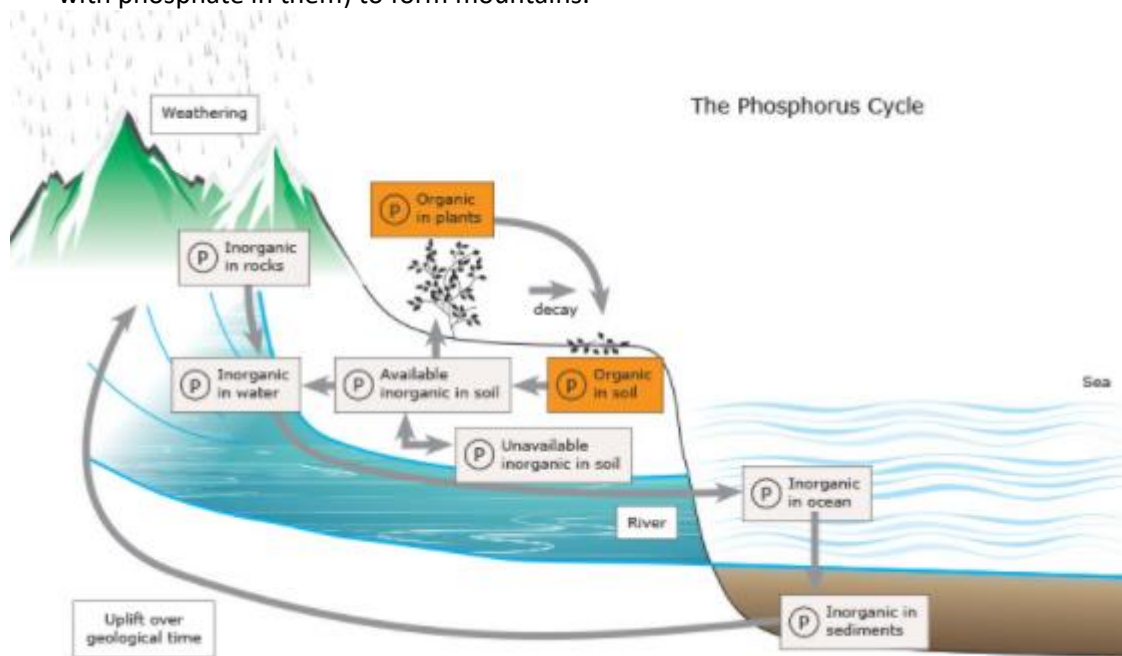 with phosphate in them) to form mountains.
Weathering
The Phosphorus Cycle
P Organic
in plants
P Inorganic
in rocks
decay
P Inorganic
in water
P Available
inorganic in soil
P Organic
in soil
Sea
P Unavailable
inorganic in soil
P Inorganic
in ocean
River
Uplift over
geological time
P Inorganic in
sediments